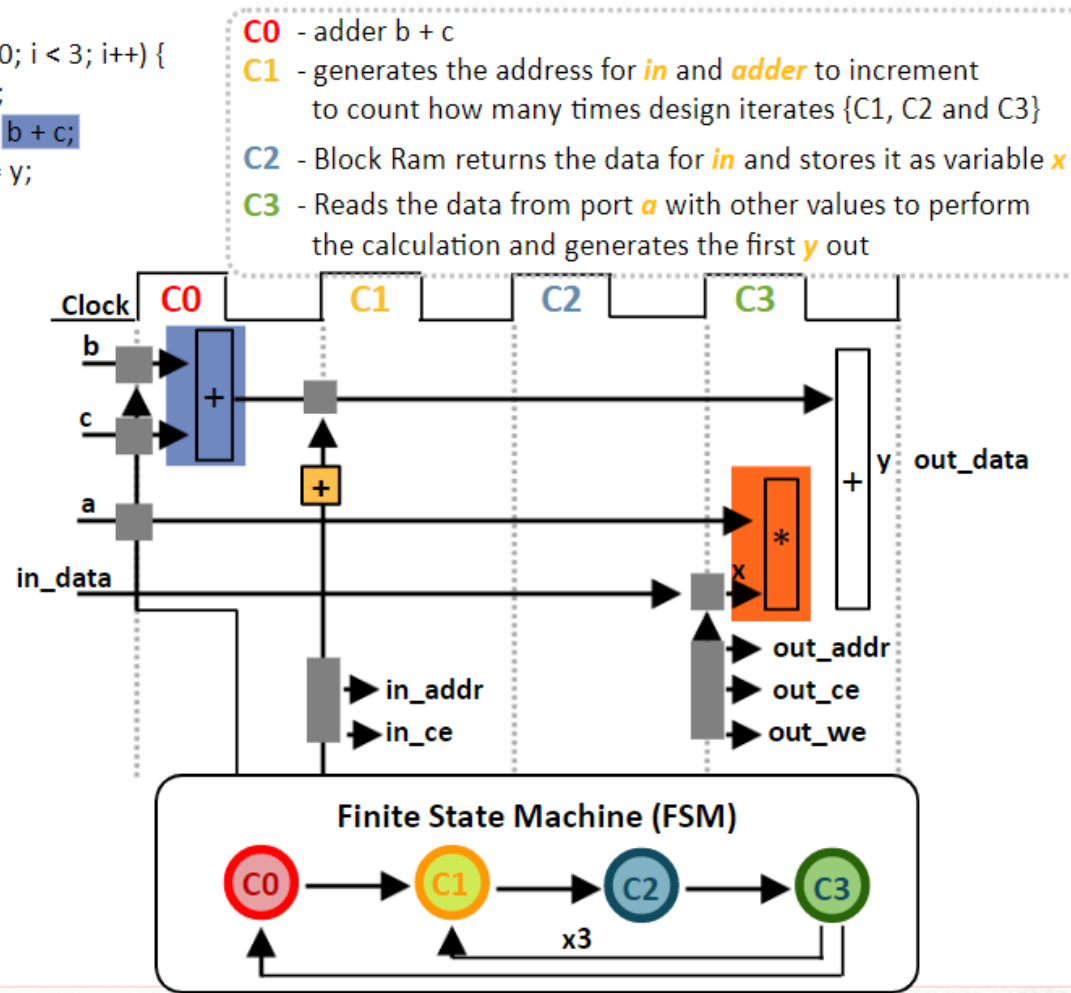 0; i < 3; i++) {
;
b + c;
= y;
C0 - adder b + c
C1 - generates the address for in and adder to increment
to count how many times design iterates {C1, C2 and C3}
C2 - Block Ram returns the data for in and stores it as variable x
C3 - Reads the data from port a with other values to perform
the calculation and generates the first y out
Clock C0 C1 C2 C3
b
+
c
+
a
*
+
y out_data
in_data
x
out_addr
in_addr
out_ce
in_ce
out_we
Finite State Machine (FSM)
C0 C1 C2 C3
x3